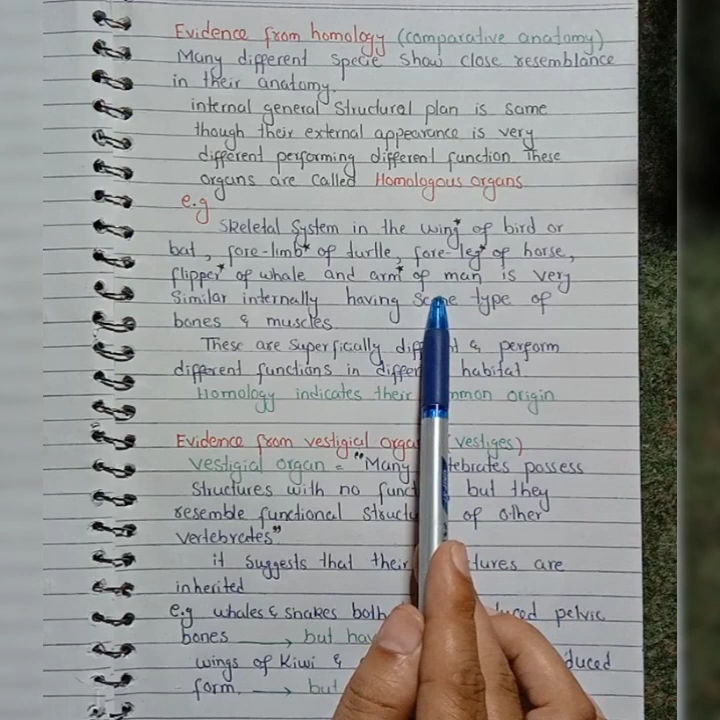 Evidence from homology (comparative anatomy)
Many different specie show close resemblance
in their anatomy.
internal general structural plan is same
though their external appearance is very
different performing different function These
organs are called Homologous organs
e.g
Skeletal System in the wing* of bird or
bat, fore-limb* of turtle, fore-leg* of horse,
flipper* of whale and arm* of man is very
Similar internally having same type of
bones & muscles
These are superficially & perform
different functions in habitat.
Homology indicates their origin
Evidence from vestigial (vestiges)
vestigial organ = "Many possess
structures with no but they
resemble functional of other
vertebrates"
it suggests that their are
inherited
e.g whales & snakes both pelvic
bones → but
wings of Kiwi &
form. → but